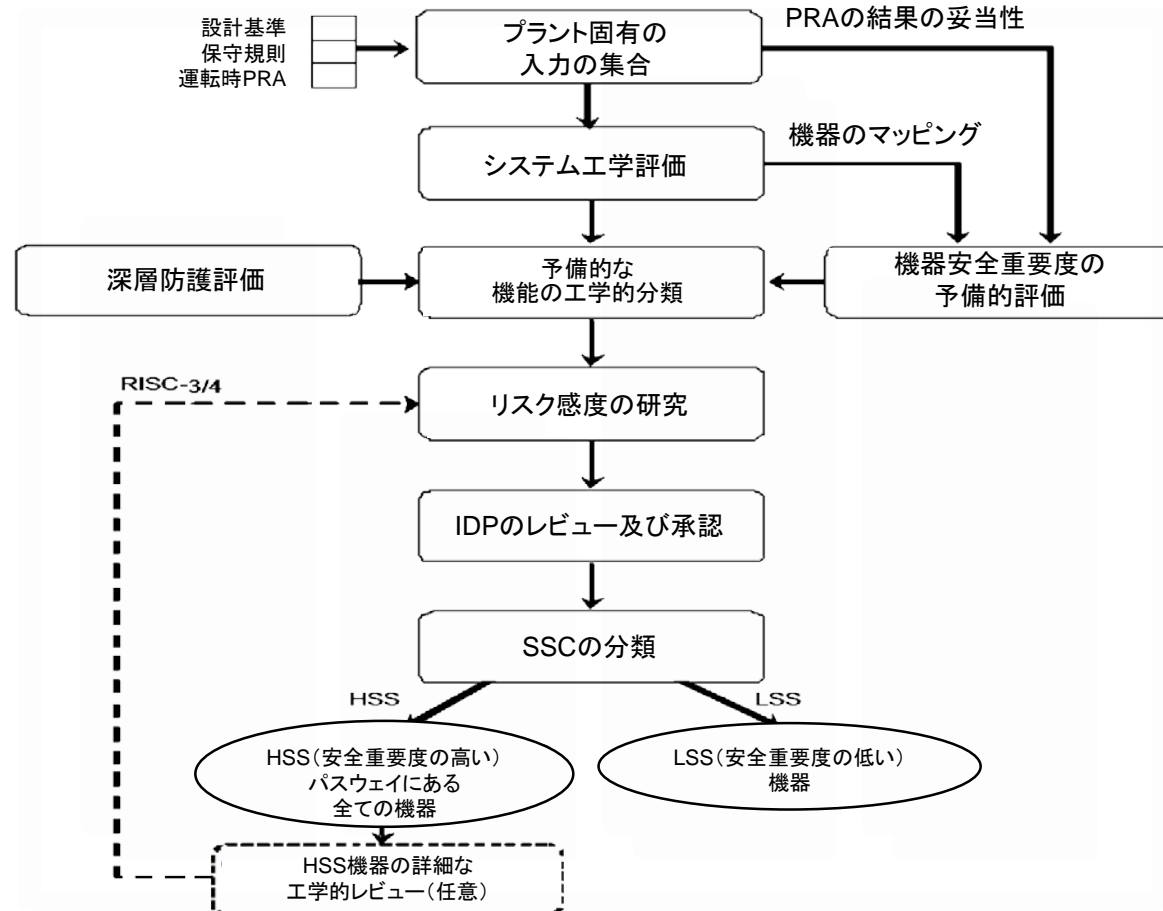 設計基準
保守規則
運転時PRA
プラント固有の
入力の集合
PRAの結果の妥当性
システム工学評価
機器のマッピング
深層防護評価
予備的な
機能の工学的分類
機器安全重要度の
予備的評価
RISC-3/4
リスク感度の研究
IDPのレビュー及び承認
SSCの分類
HSS
LSS
HSS（安全重要度の高い）
パスウェイにある
全ての機器
LSS（安全重要度の低い）
機器
HSS機器の詳細な
工学的レビュー（任意）